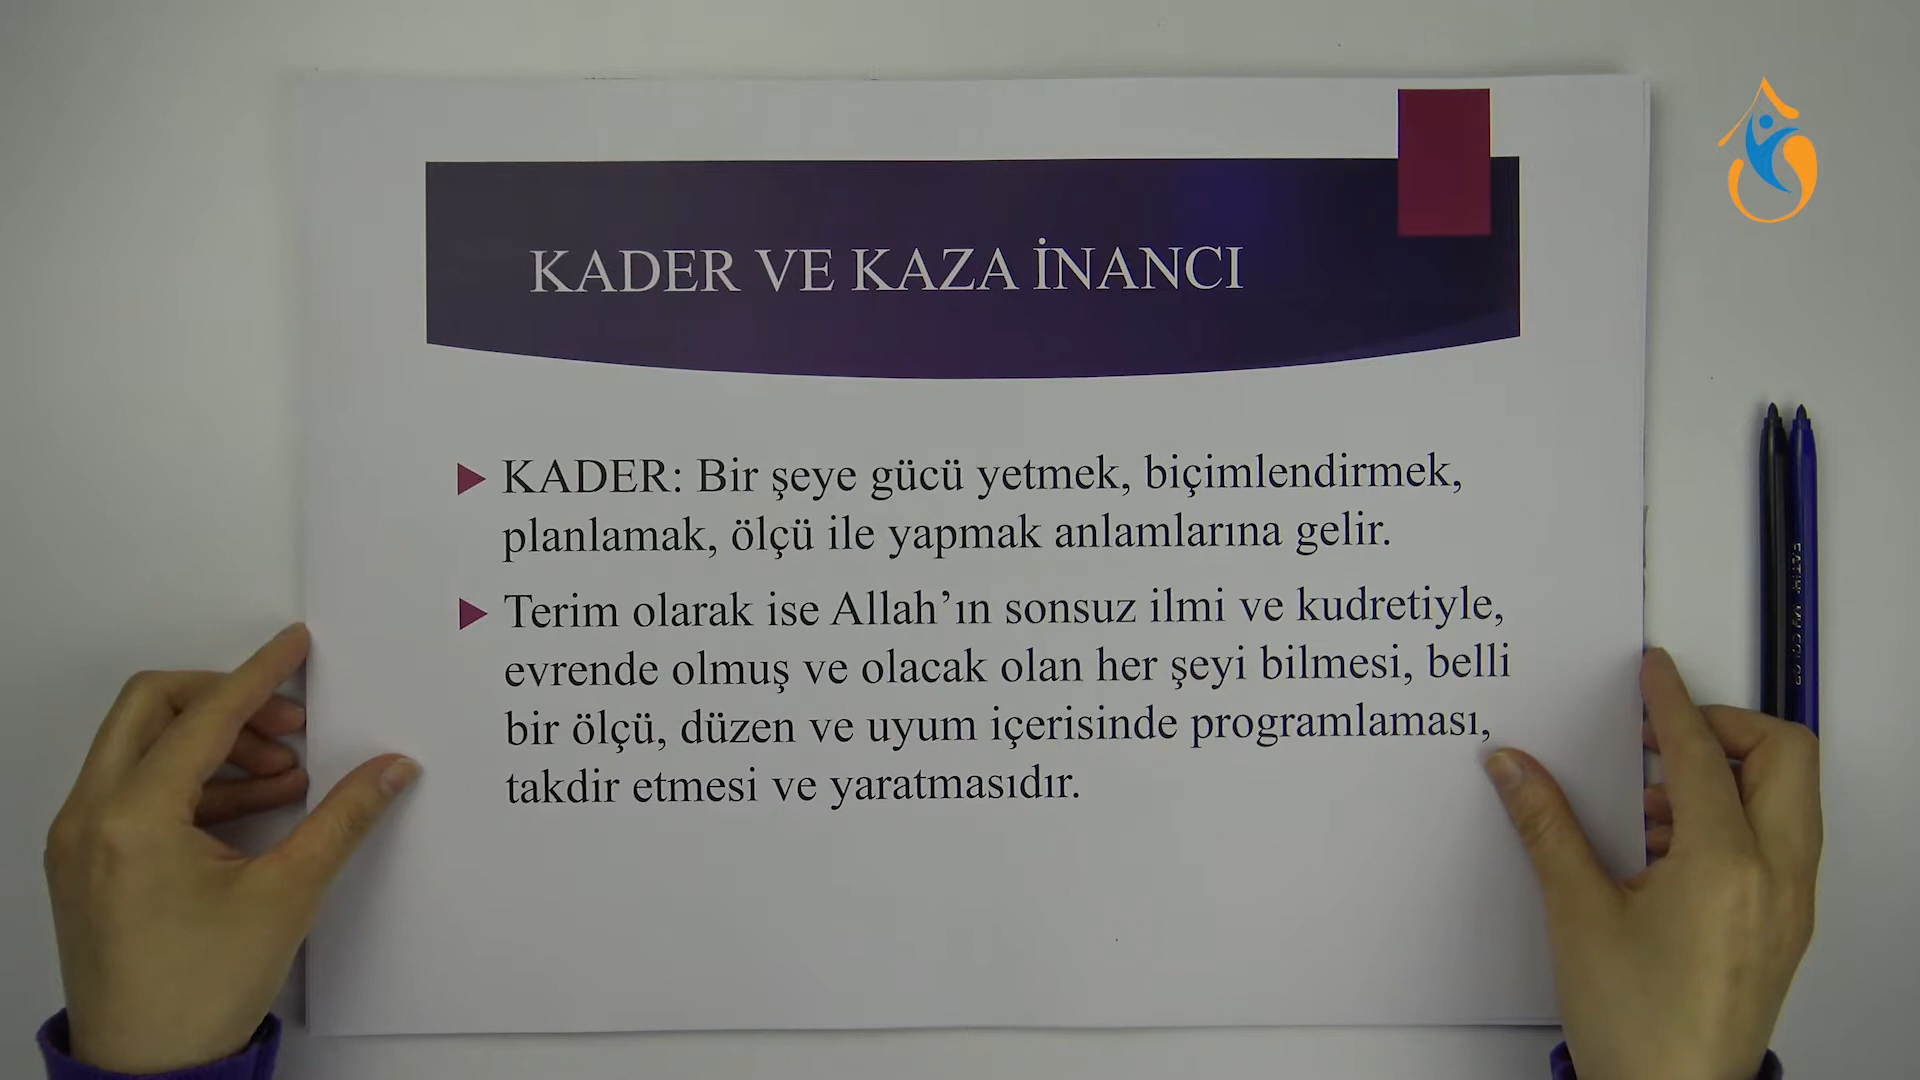 KADER VE KAZA İNANCI
KADER: Bir şeye gücü yetmek, biçimlendirmek,
planlamak, ölçü ile yapmak anlamlarına gelir.
Terim olarak ise Allah’ın sonsuz ilmi ve kudretiyle,
evrende olmuş ve olacak olan her şeyi bilmesi, belli
bir ölçü, düzen ve uyum içerisinde programlaması,
takdir etmesi ve yaratmasıdır.